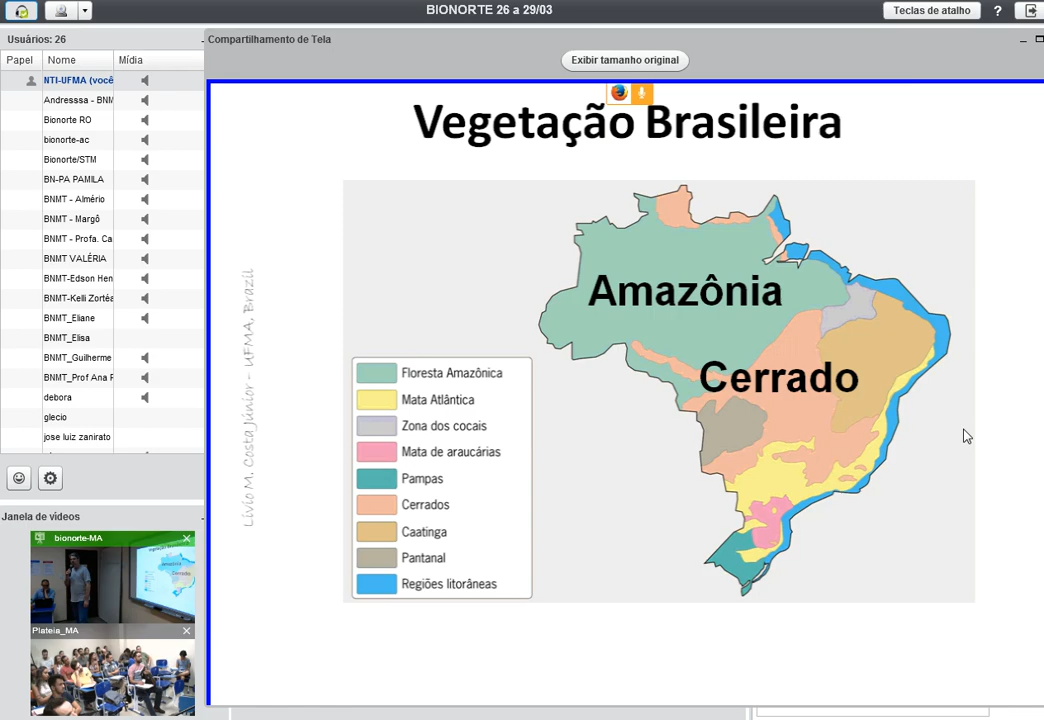 BIONORTE 26 a 29/03
Teclas de atalho
?
Usuários: 26
Papel Nome Mídia
NTI-UFMA (você
Andresssa - BNM
Bionorte RO
bionorte-ac
Bionorte/STM
BN-PA PAMILA
BNMT - Almério
BNMT - Margô
BNMT - Profa. Ca
BNMT VALÉRIA
BNMT-Edson Hen
BNMT-Kelli Zortéa
BNMT_Eliane
BNMT_Elisa
BNMT_Guilherme
BNMT_Prof Ana P
debora
glecio
jose luiz zanirato
Janela de videos
bionorte-MA
Plateia_MA
Compartilhamento de Tela
Exibir tamanho original
Vegetação Brasileira
Lívio M. Costa Júnior – UFMA, Brazil
Amazônia
Cerrado
Floresta Amazônica
Mata Atlântica
Zona dos cocais
Mata de araucárias
Pampas
Cerrados
Caatinga
Pantanal
Regiões litorâneas